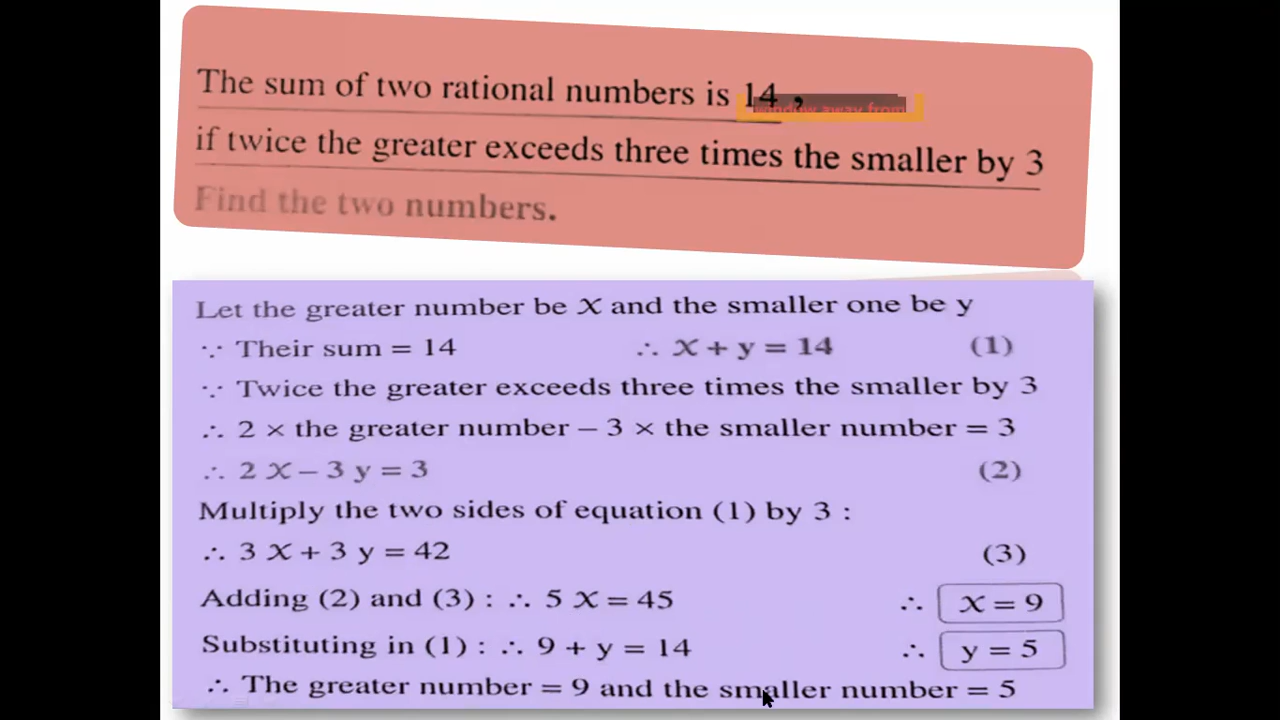 The sum of two rational numbers is 14 ,
window away from
if twice the greater exceeds three times the smaller by 3
Find the two numbers.
Let the greater number be X and the smaller one be y
∵ Their sum = 14 ∴ X + y = 14 (1)
∵ Twice the greater exceeds three times the smaller by 3
∴ 2 × the greater number – 3 × the smaller number = 3
∴ 2 X – 3 y = 3 (2)
Multiply the two sides of equation (1) by 3 :
∴ 3 X + 3 y = 42 (3)
Adding (2) and (3) : ∴ 5 X = 45 ∴ X = 9
Substituting in (1) : ∴ 9 + y = 14 ∴ y = 5
∴ The greater number = 9 and the smaller number = 5